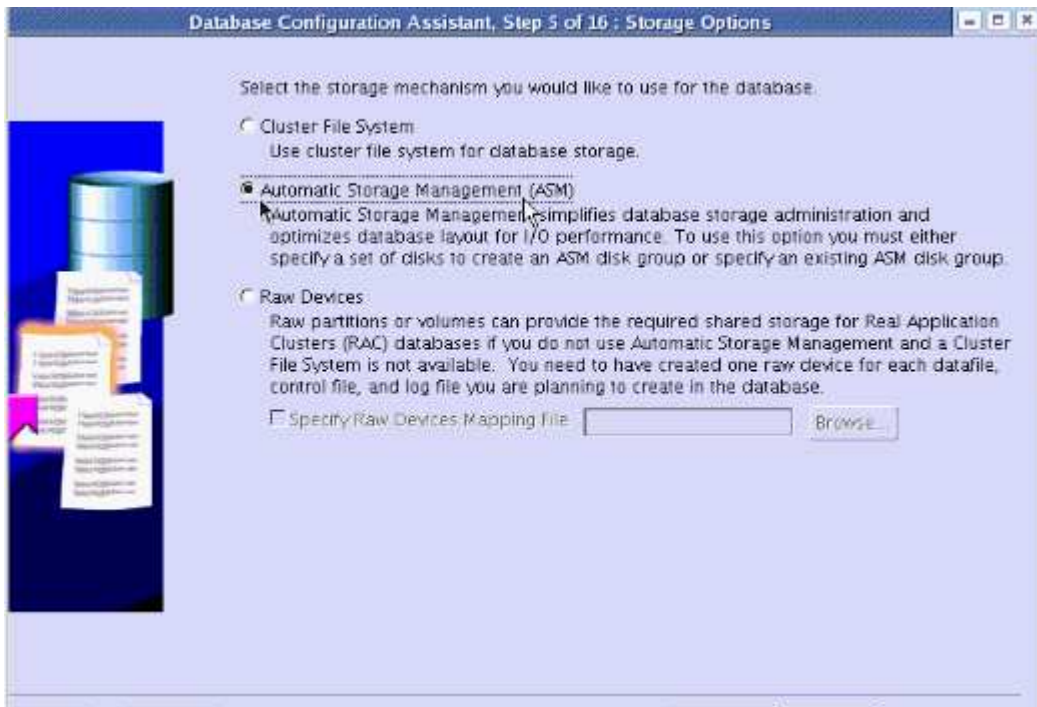 Database Configuration Assistant, Step 5 of 16 : Storage Options
Select the storage mechanism you would like to use for the database.
Cluster File System
Use cluster file system for database storage.
Automatic Storage Management (ASM)
Automatic Storage Management simplifies database storage administration and
optimizes database layout for I/O performance. To use this option you must either
specify a set of disks to create an ASM disk group or specify an existing ASM disk group.
Raw Devices
Raw partitions or volumes can provide the required shared storage for Real Application
Clusters (RAC) databases if you do not use Automatic Storage Management and a Cluster
File System is not available. You need to have created one raw device for each datafile,
control file, and log file you are planning to create in the database.
Specify Raw Devices Mapping File
Browse...